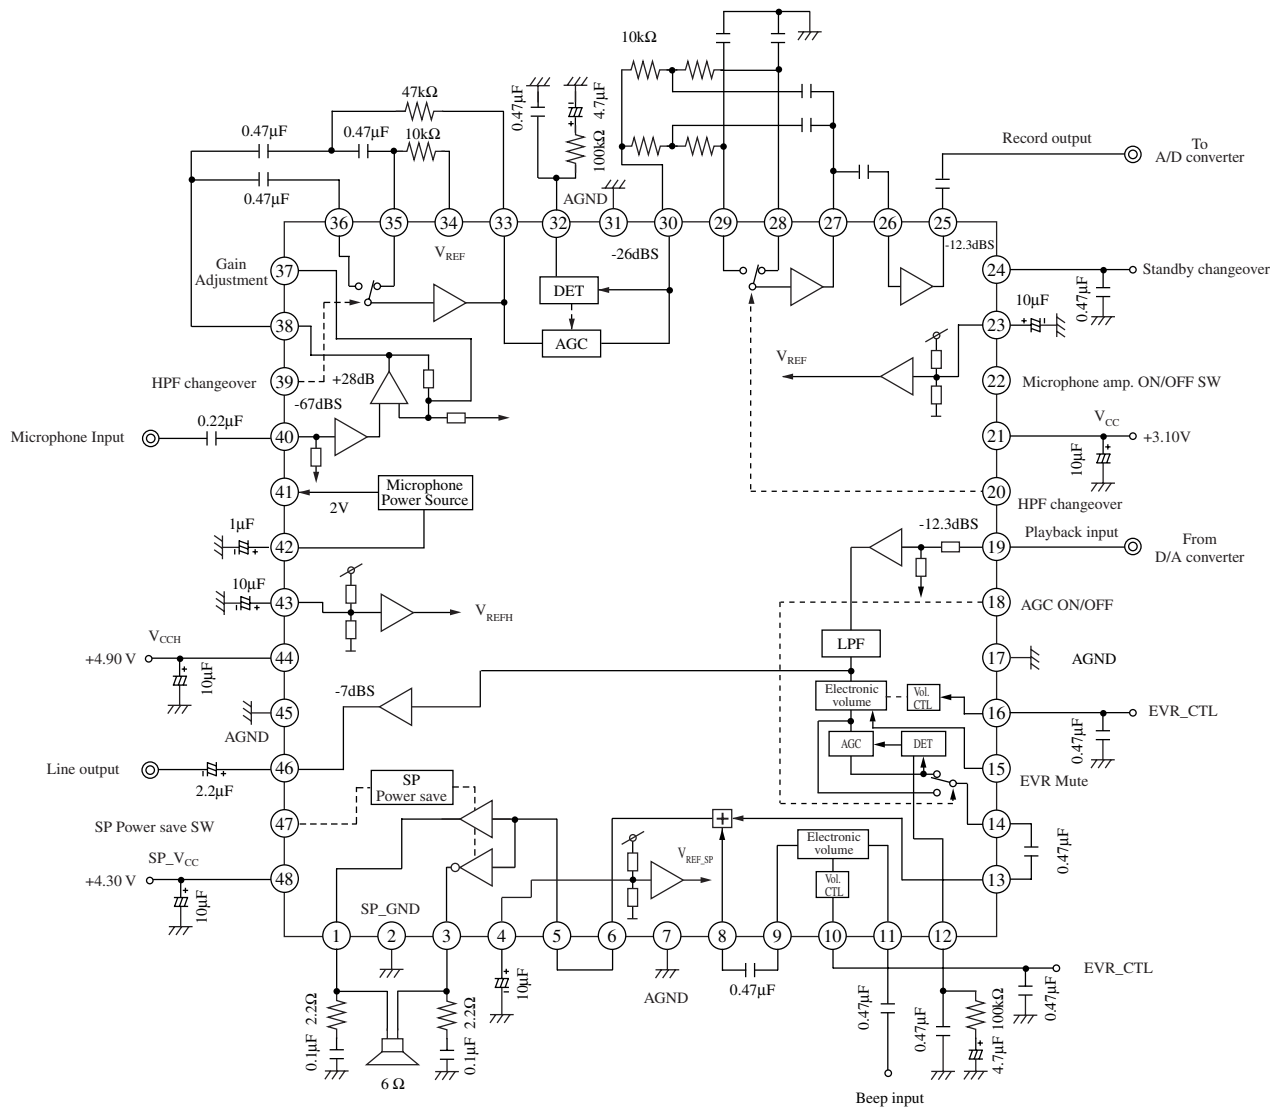 10kΩ
47kΩ
0.47µF
0.47µF
10kΩ
0.47µF
0.47µF
4.7µF
100kΩ
AGND
Record output
To
A/D converter
36
35
34
33
32
31
30
29
28
27
26
25
VREF
-26dBS
-12.3dBS
Gain
Adjustment
37
DET
AGC
24
Standby changeover
0.47µF
10µF
23
38
VREF
HPF changeover
39
+28dB
22
Microphone amp. ON/OFF SW
-67dBS
0.22µF
Microphone Input
40
21
VCC
+3.10V
10µF
41
2V
Microphone
Power Source
20
HPF changeover
1µF
42
-12.3dBS
19
Playback input
From
D/A converter
10µF
43
VREFH
18
AGC ON/OFF
VCCH
+4.90 V
44
10µF
LPF
17
AGND
45
AGND
-7dBS
Electronic
volume
Vol.
CTL
16
EVR_CTL
0.47µF
AGC
DET
Line output
2.2µF
46
15
EVR Mute
SP
Power save
SP Power save SW
47
14
0.47µF
+
Electronic
volume
Vol.
CTL
13
SP_VCC
+4.30 V
48
10µF
VREF_SP
SP_GND
1
2
3
4
5
6
7
8
9
10
11
12
10µF
AGND
0.47µF
EVR_CTL
0.47µF
2.2Ω
0.1µF
2.2Ω
0.1µF
6 Ω
0.47µF
0.47µF
100kΩ
4.7µF
Beep input